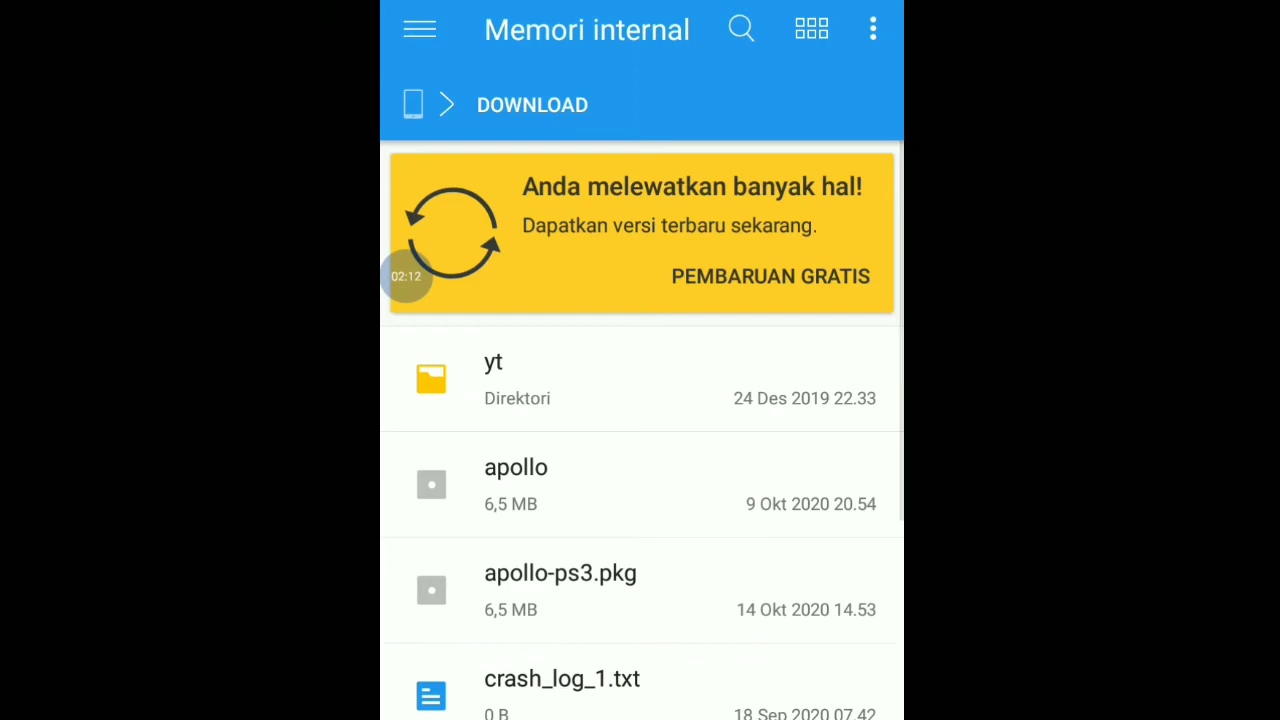 Memori internal
DOWNLOAD
Anda melewatkan banyak hal!
Dapatkan versi terbaru sekarang.
02:12
PEMBARUAN GRATIS
yt
Direktori 24 Des 2019 22.33
apollo
6,5 MB 9 Okt 2020 20.54
apollo-ps3.pkg
6,5 MB 14 Okt 2020 14.53
crash_log_1.txt
0 B 18 Sep 2020 07.42